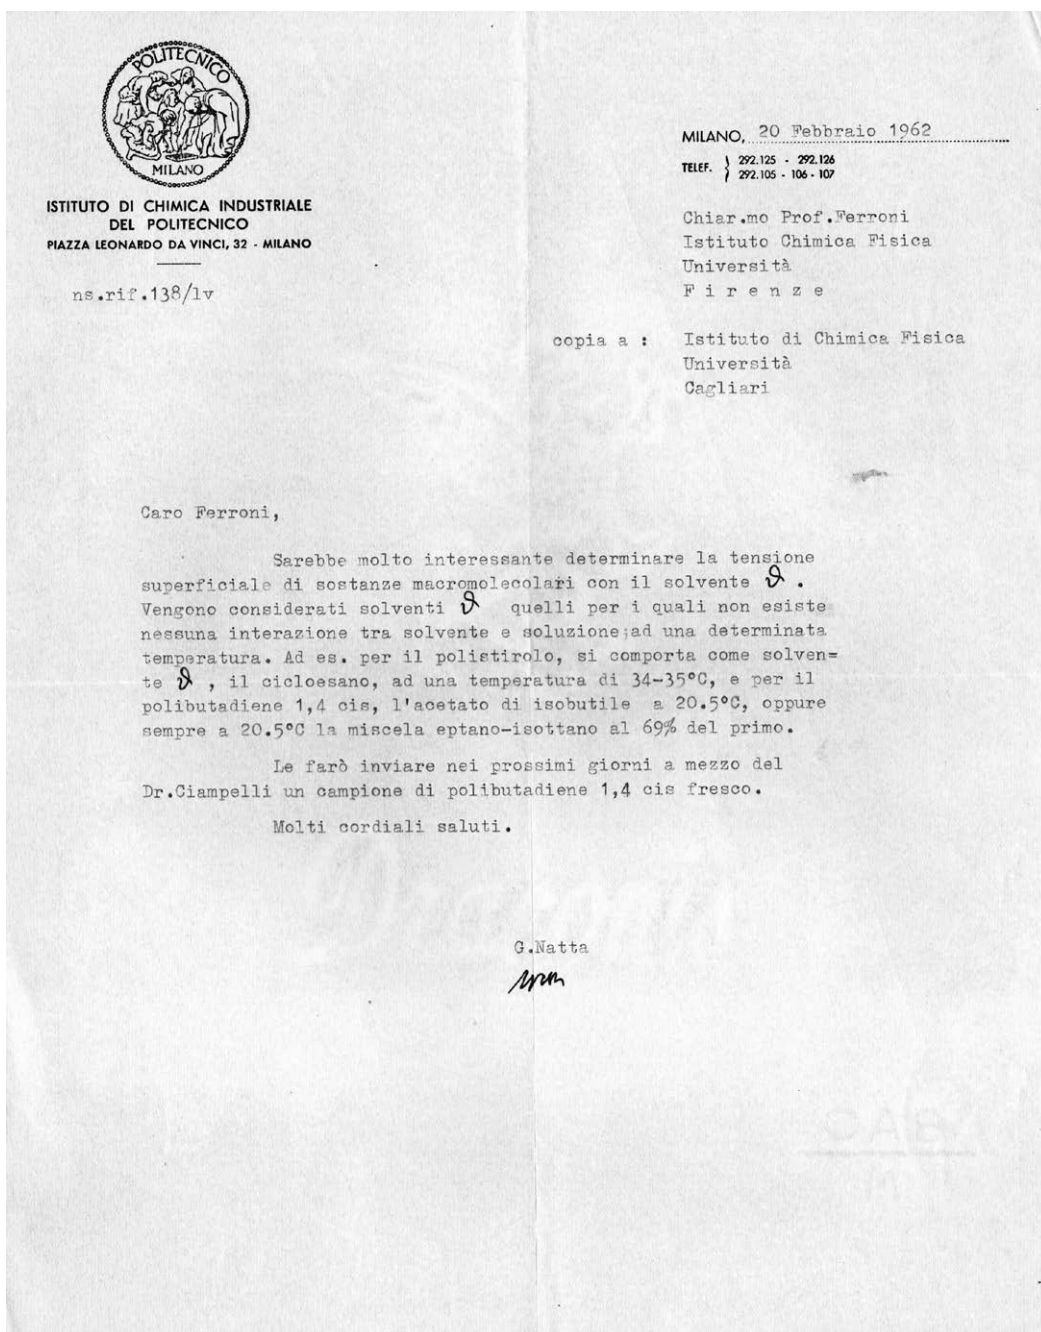 POLITECNICO
MILANO
ISTITUTO DI CHIMICA INDUSTRIALE
DEL POLITECNICO
PIAZZA LEONARDO DA VINCI, 32 - MILANO
ns.rif.138/lv
MILANO, 20 Febbraio 1962
TELEF. } 292.125 - 292.126
292.105 - 106 - 107
Chiar.mo Prof.Ferroni
Istituto Chimica Fisica
Università
F i r e n z e
copia a : Istituto di Chimica Fisica
Università
Cagliari
Caro Ferroni,
Sarebbe molto interessante determinare la tensione
superficiale di sostanze macromolecolari con il solvente ϑ .
Vengono considerati solventi ϑ quelli per i quali non esiste
nessuna interazione tra solvente e soluzione;ad una determinata
temperatura. Ad es. per il polistirolo, si comporta come solven=
te ϑ , il cicloesano, ad una temperatura di 34-35°C, e per il
polibutadiene 1,4 cis, l'acetato di isobutile a 20.5°C, oppure
sempre a 20.5°C la miscela eptano-isottano al 69% del primo.
Le farò inviare nei prossimi giorni a mezzo del
Dr.Ciampelli un campione di polibutadiene 1,4 cis fresco.
Molti cordiali saluti.
G.Natta